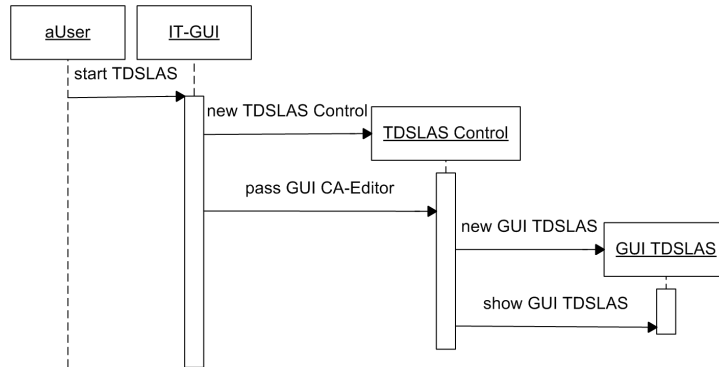 aUser
IT-GUI
start TDSLAS
new TDSLAS Control
TDSLAS Control
pass GUI CA-Editor
new GUI TDSLAS
GUI TDSLAS
show GUI TDSLAS